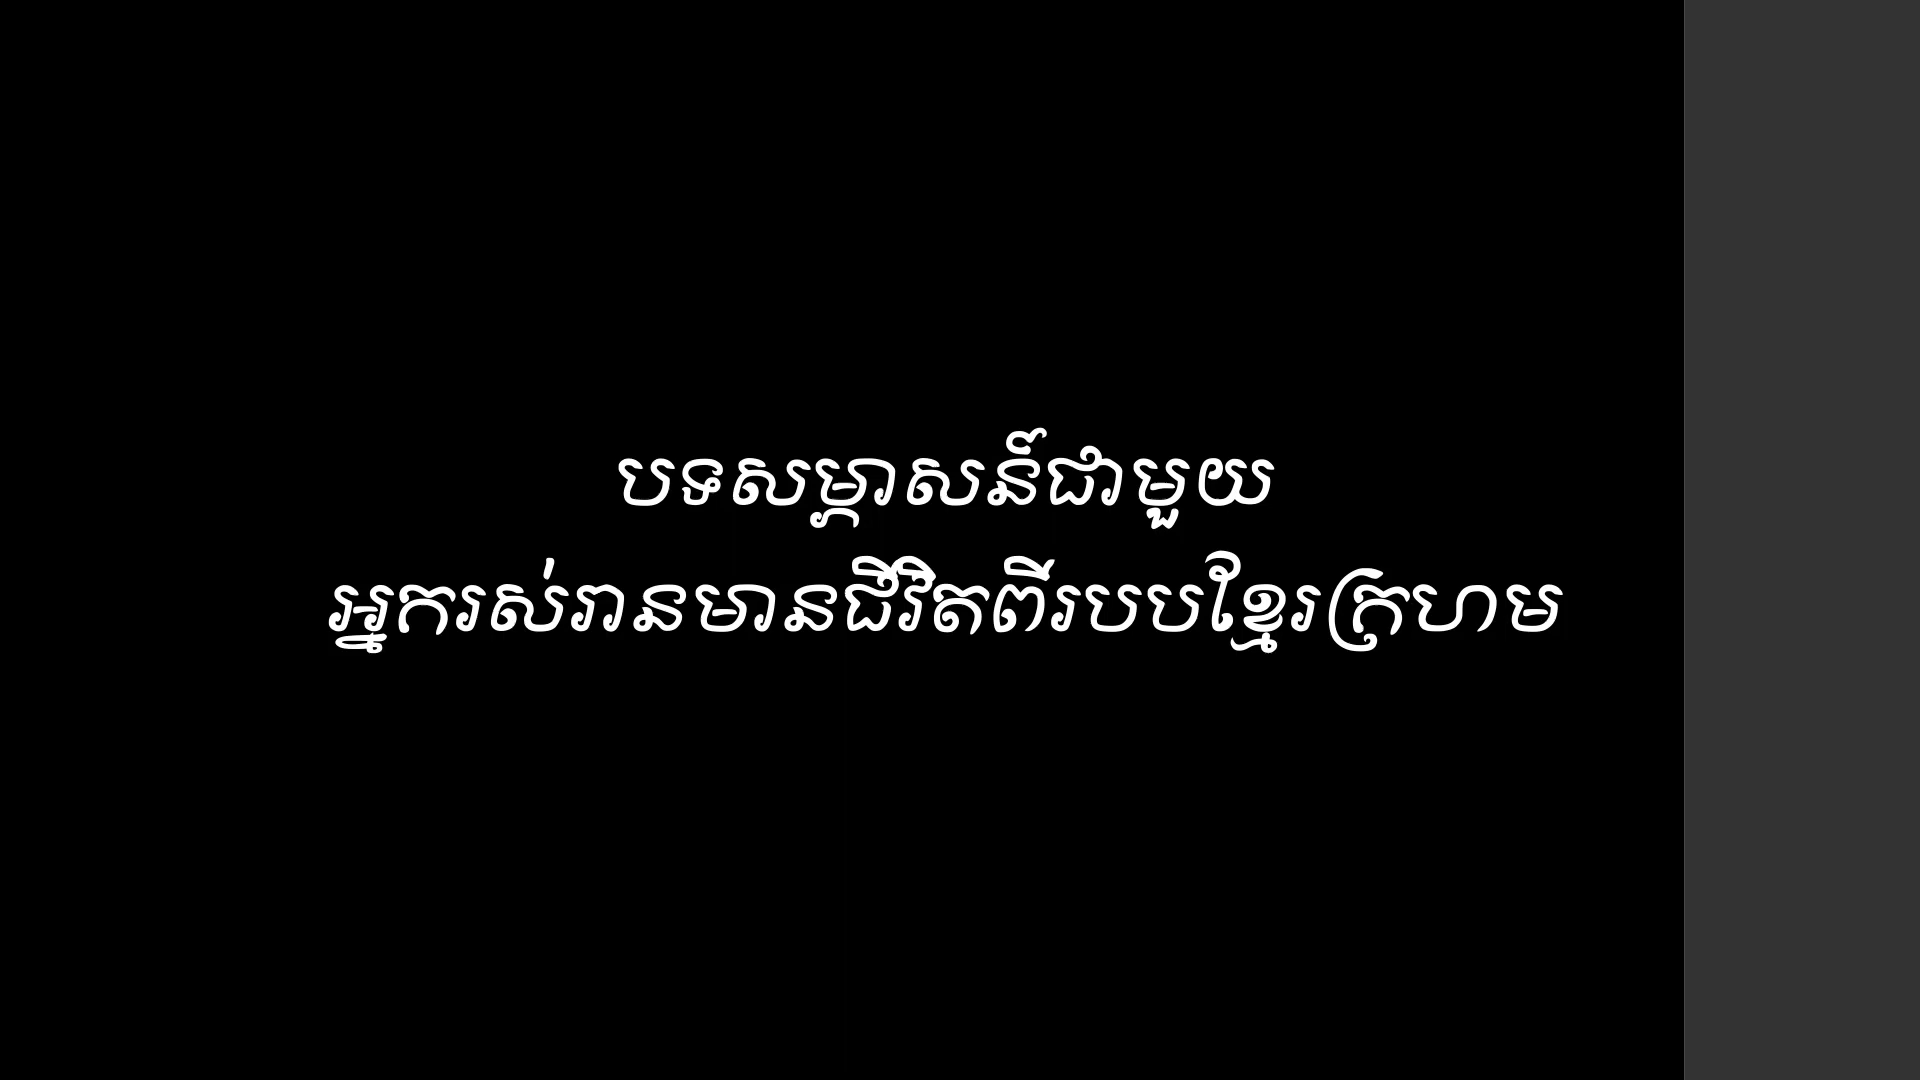 បទសម្ភាសន៍ជាមួយ
អ្នករស់រានមានជីវិតពីរបបខ្មែរក្រហម